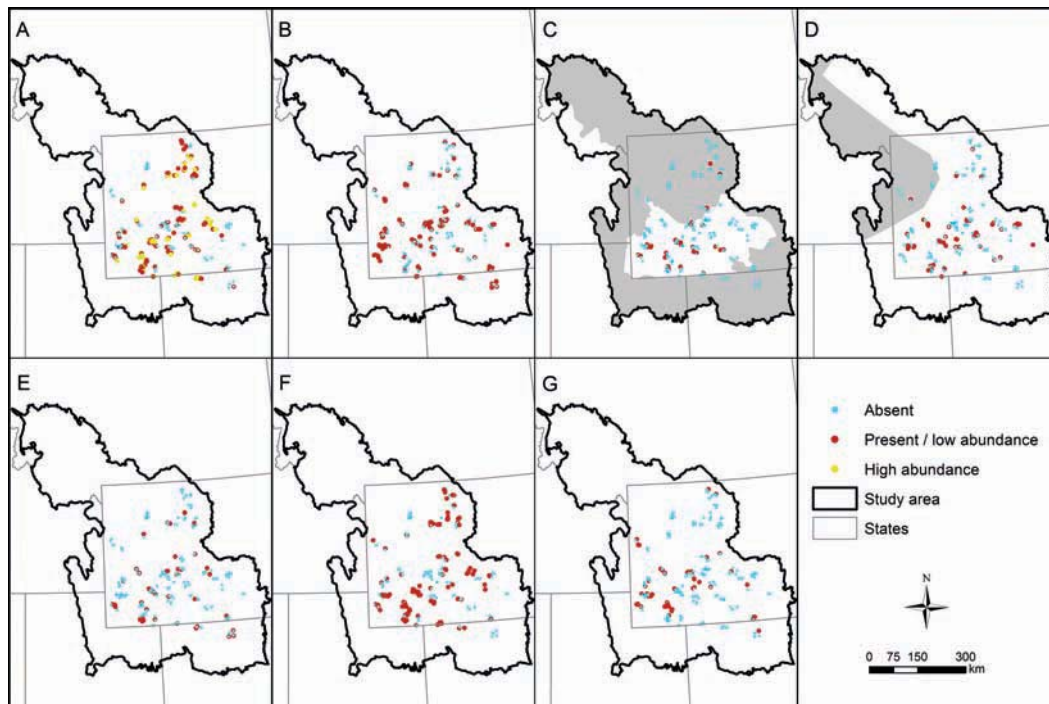 A
B
C
D
E
F
G
Absent
Present / low abundance
High abundance
Study area
States
N
0 75 150 300
km